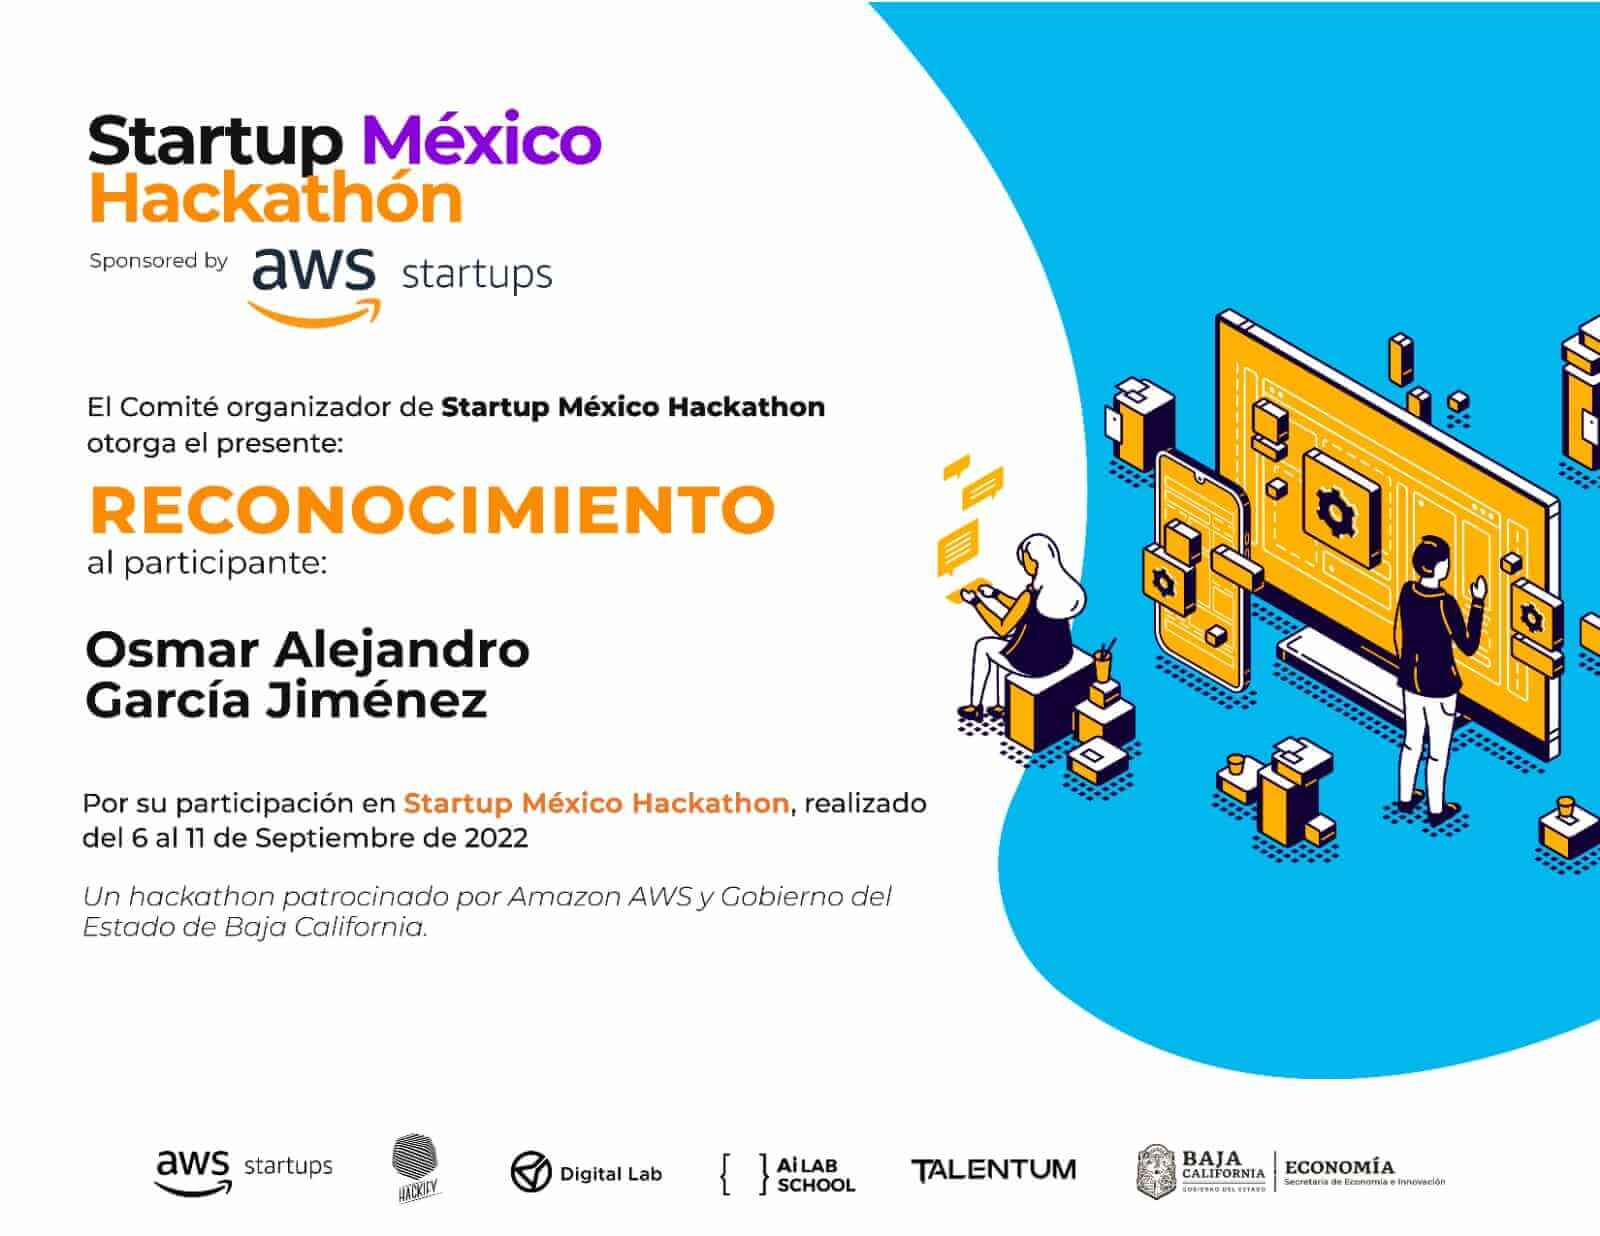 Startup México
Hackathón
Sponsored by aws startups
El Comité organizador de Startup México Hackathon
otorga el presente:
RECONOCIMIENTO
al participante:
Osmar Alejandro
García Jiménez
Por su participación en Startup México Hackathon, realizado
del 6 al 11 de Septiembre de 2022
Un hackathon patrocinado por Amazon AWS y Gobierno del
Estado de Baja California.
aws startups
HACKIFY
Digital Lab
{ } Ai LAB
SCHOOL
TALENTUM
BAJA
CALIFORNIA
GOBIERNO DEL ESTADO
ECONOMÍA
Secretaría de Economía e Innovación